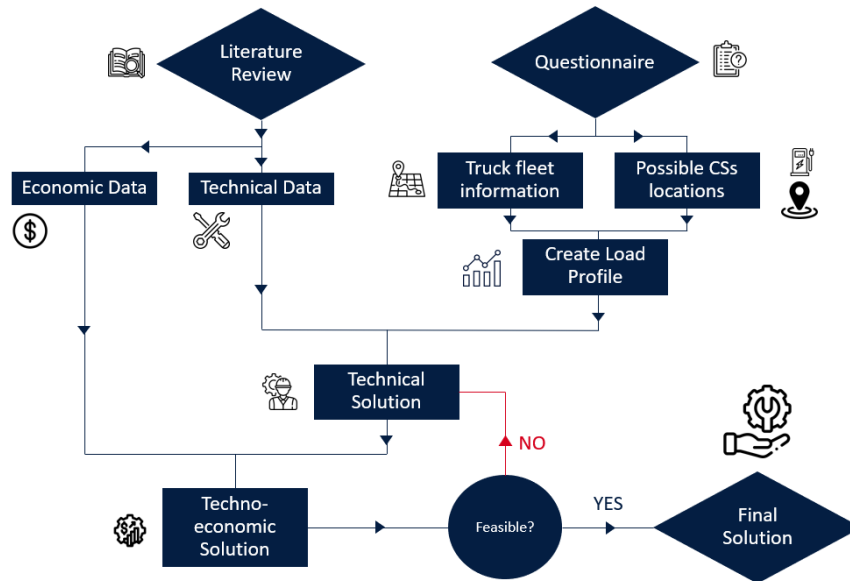 Literature
Review
Questionnaire
Economic Data
Technical Data
Truck fleet
information
Possible CSs
locations
Create Load
Profile
Technical
Solution
NO
Techno-
economic
Solution
Feasible?
YES
Final
Solution